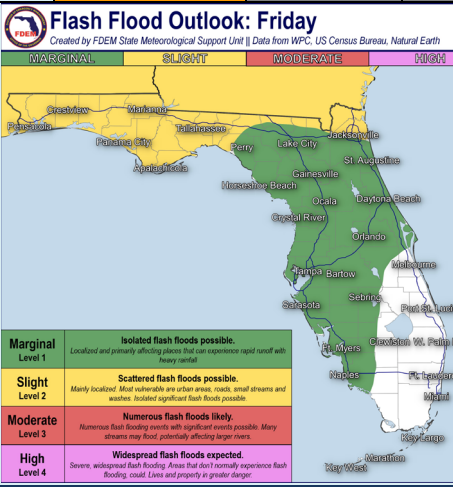 Flash Flood Outlook: Friday
Created by FDEM State Meteorological Support Unit || Data from WPC, US Census Bureau, Natural Earth
FDEM
MARGINAL SLIGHT MODERATE HIGH
Crestview Marianna
Pensacola Tallahassee Jacksonville
Panama City Perry Lake City
Apalachicola St. Augustine
Gainesville
Horseshoe Beach
Ocala Daytona Beach
Crystal River
Orlando
Melbourne
Tampa Bartow
Sebring
Sarasota Port St. Luci
Clewiston W. Palm
Ft. Myers
Naples Ft. Lauder
Miami
Key Largo
Marathon
Key West
Marginal Level 1
Isolated flash floods possible.
Localized and primarily affecting places that can experience rapid runoff with
heavy rainfall
Slight Level 2
Scattered flash floods possible.
Mainly localized. Most vulnerable are urban areas, roads, small streams and
washes. Isolated significant flash floods possible.
Moderate Level 3
Numerous flash floods likely.
Numerous flash flooding events with significant events possible. Many
streams may flood, potentially affecting larger rivers.
High Level 4
Widespread flash floods expected.
Severe, widespread flash flooding. Areas that don't normally experience flash
flooding, could. Lives and property in greater danger.